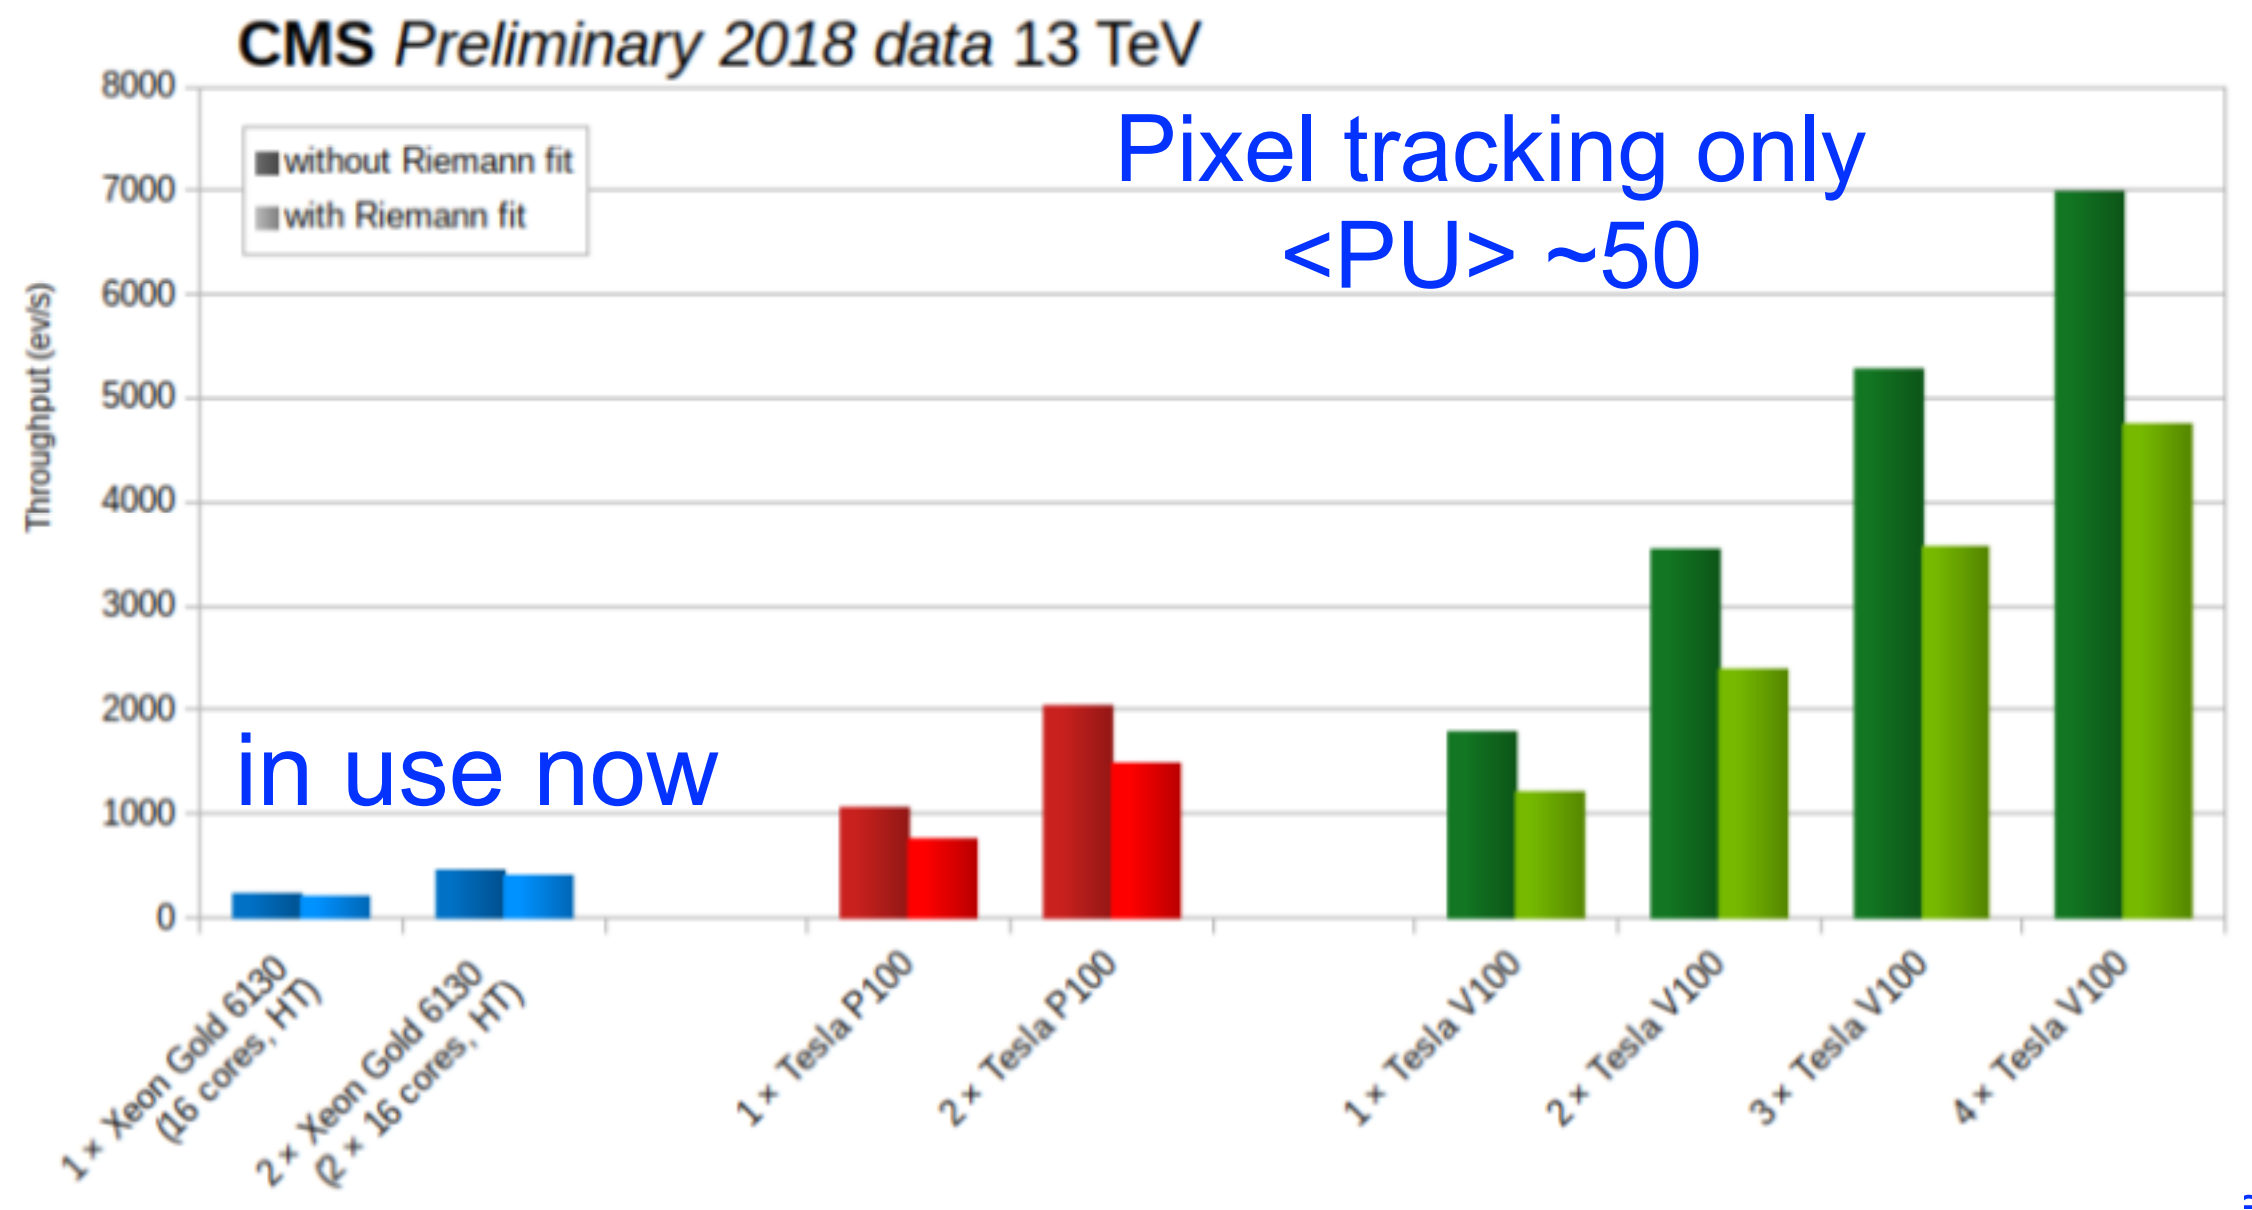 CMS Preliminary 2018 data 13 TeV
8000
7000
6000
5000
4000
3000
2000
1000
0
Throughput (ev/s)
without Riemann fit
with Riemann fit
Pixel tracking only
<PU> ~50
in use now
1 × Xeon Gold 6130
(16 cores, HT)
2 × Xeon Gold 6130
(2 × 16 cores, HT)
1 × Tesla P100
2 × Tesla P100
1 × Tesla V100
2 × Tesla V100
3 × Tesla V100
4 × Tesla V100